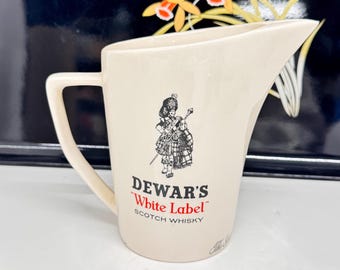 DEWAR'S
"White Label"
SCOTCH WHISKY